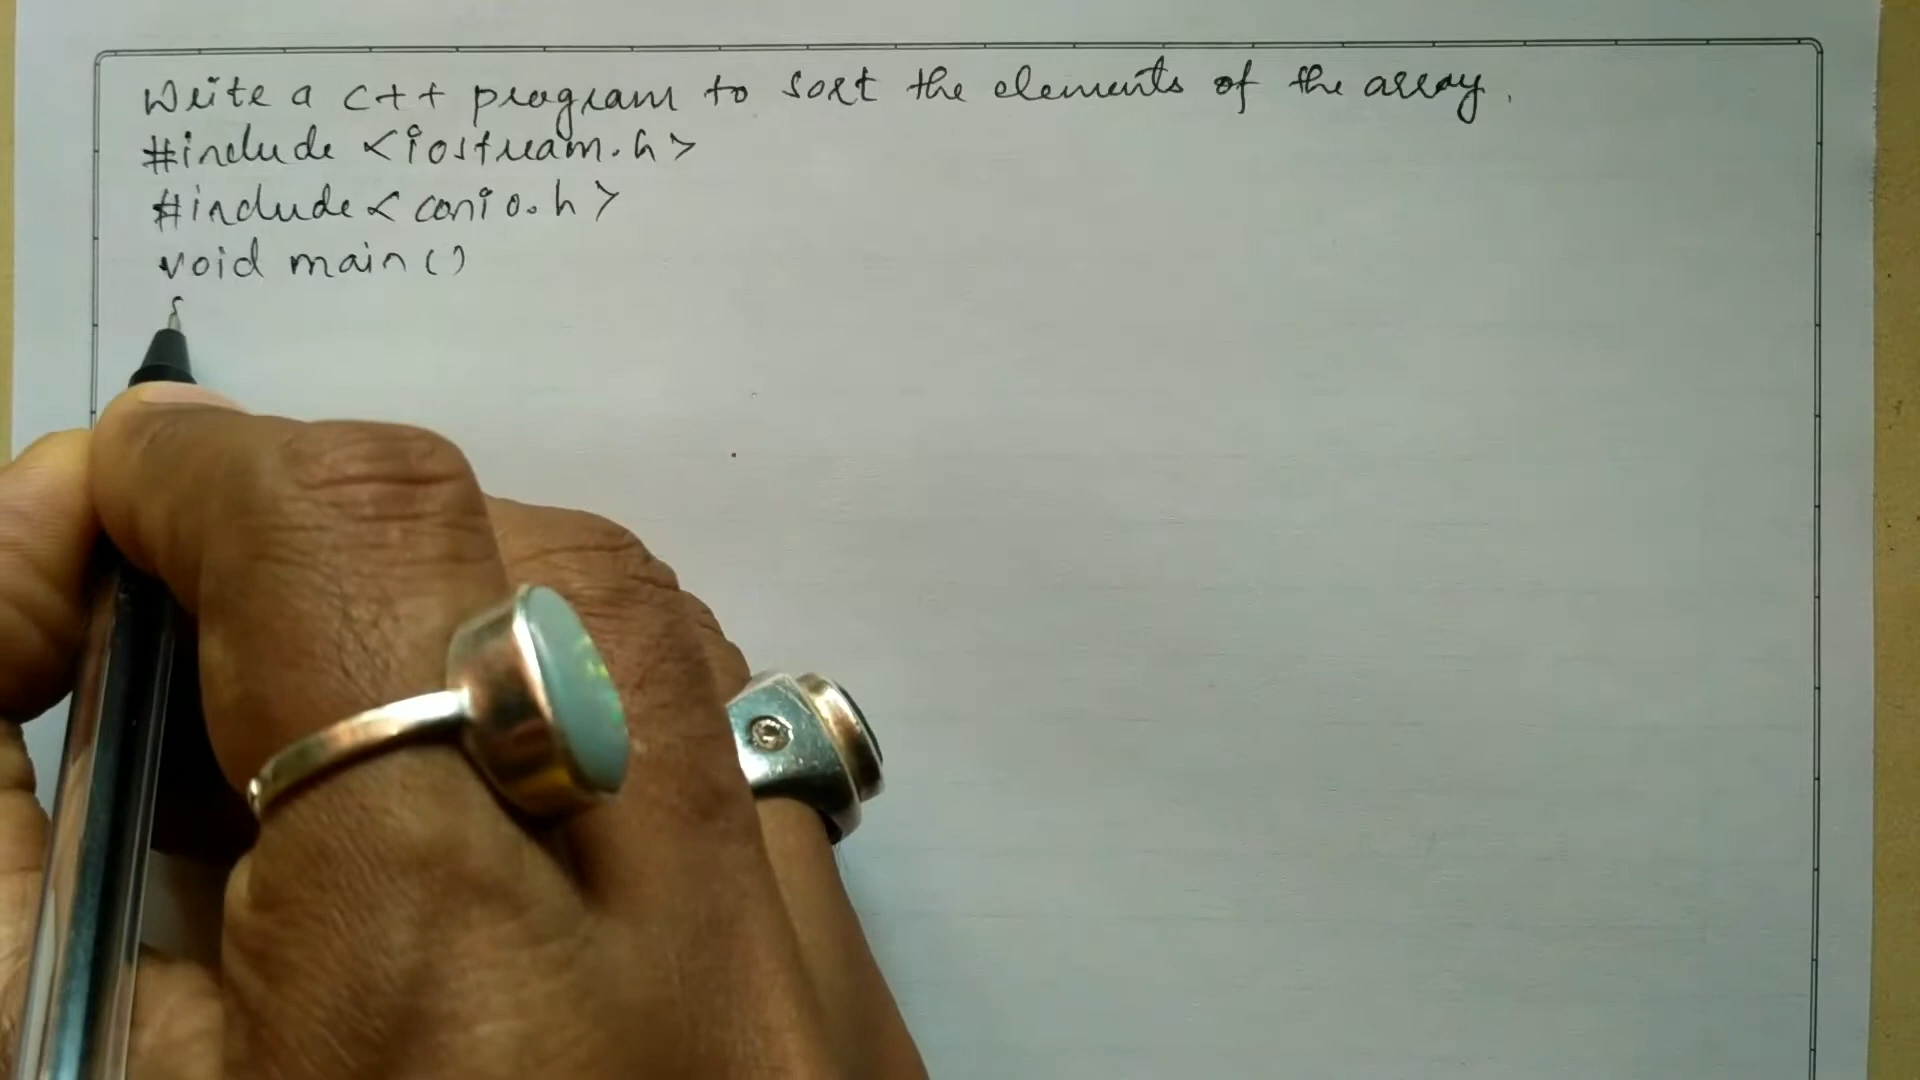 Write a c++ program to sort the elements of the array.
#include <iostream.h>
#include <conio.h>
void main()
{